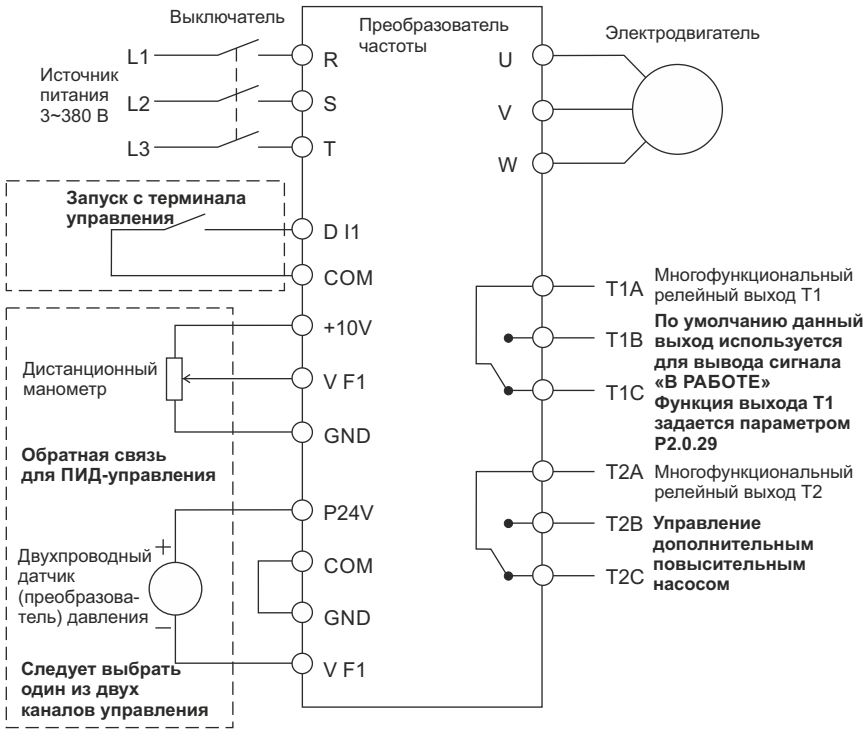 Выключатель
Преобразователь
частоты
Электродвигатель
L1
R
U
Источник
питания
3~380 В
L2
S
V
L3
T
W
Запуск с терминала
управления
D I1
COM
T1A
Многофункциональный
релейный выход T1
+10V
T1B
По умолчанию данный
выход используется
для вывода сигнала
«В РАБОТЕ»
Функция выхода T1
задается параметром
P2.0.29
Дистанционный
манометр
V F1
T1C
GND
Обратная связь
для ПИД-управления
T2A
Многофункциональный
релейный выход T2
P24V
T2B
Управление
дополнительным
повысительным
насосом
Двухпроводный
датчик
(преобразова-
тель) давления
+
–
COM
T2C
GND
V F1
Следует выбрать
один из двух
каналов управления